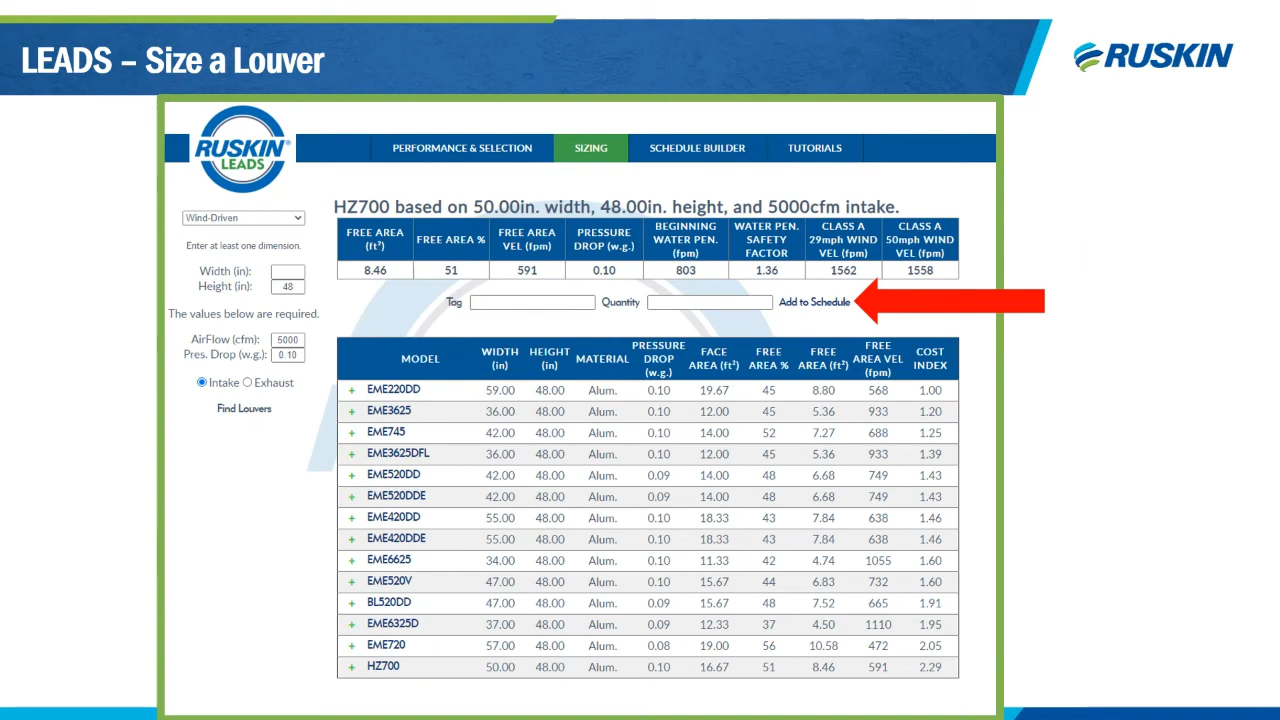 LEADS – Size a Louver
RUSKIN
RUSKIN®
LEADS
PERFORMANCE & SELECTION SIZING SCHEDULE BUILDER TUTORIALS
Wind-Driven
Enter at least one dimension.
Width (in):
Height (in): 48
The values below are required.
AirFlow (cfm): 5000
Pres. Drop (w.g.): 0.10
Intake Exhaust
Find Louvers
HZ700 based on 50.00in. width, 48.00in. height, and 5000cfm intake.
FREE AREA (ft²) FREE AREA % FREE AREA VEL (fpm) PRESSURE DROP (w.g.) BEGINNING WATER PEN. (fpm) WATER PEN. SAFETY FACTOR CLASS A 29mph WIND VEL (fpm) CLASS A 50mph WIND VEL (fpm)
8.46 51 591 0.10 803 1.36 1562 1558
Tag Quantity Add to Schedule
MODEL WIDTH (in) HEIGHT (in) MATERIAL PRESSURE DROP (w.g.) FACE AREA (ft²) FREE AREA % FREE AREA (ft²) FREE AREA VEL (fpm) COST INDEX
+ EME220DD 59.00 48.00 Alum. 0.10 19.67 45 8.80 568 1.00
+ EME3625 36.00 48.00 Alum. 0.10 12.00 45 5.36 933 1.20
+ EME745 42.00 48.00 Alum. 0.10 14.00 52 7.27 688 1.25
+ EME3625DFL 36.00 48.00 Alum. 0.10 12.00 45 5.36 933 1.39
+ EME520DD 42.00 48.00 Alum. 0.09 14.00 48 6.68 749 1.43
+ EME520DDE 42.00 48.00 Alum. 0.09 14.00 48 6.68 749 1.43
+ EME420DD 55.00 48.00 Alum. 0.10 18.33 43 7.84 638 1.46
+ EME420DDE 55.00 48.00 Alum. 0.10 18.33 43 7.84 638 1.46
+ EME6625 34.00 48.00 Alum. 0.10 11.33 42 4.74 1055 1.60
+ EME520V 47.00 48.00 Alum. 0.10 15.67 44 6.83 732 1.60
+ BL520DD 47.00 48.00 Alum. 0.09 15.67 48 7.52 665 1.91
+ EME6325D 37.00 48.00 Alum. 0.09 12.33 37 4.50 1110 1.95
+ EME720 57.00 48.00 Alum. 0.08 19.00 56 10.58 472 2.05
+ HZ700 50.00 48.00 Alum. 0.10 16.67 51 8.46 591 2.29